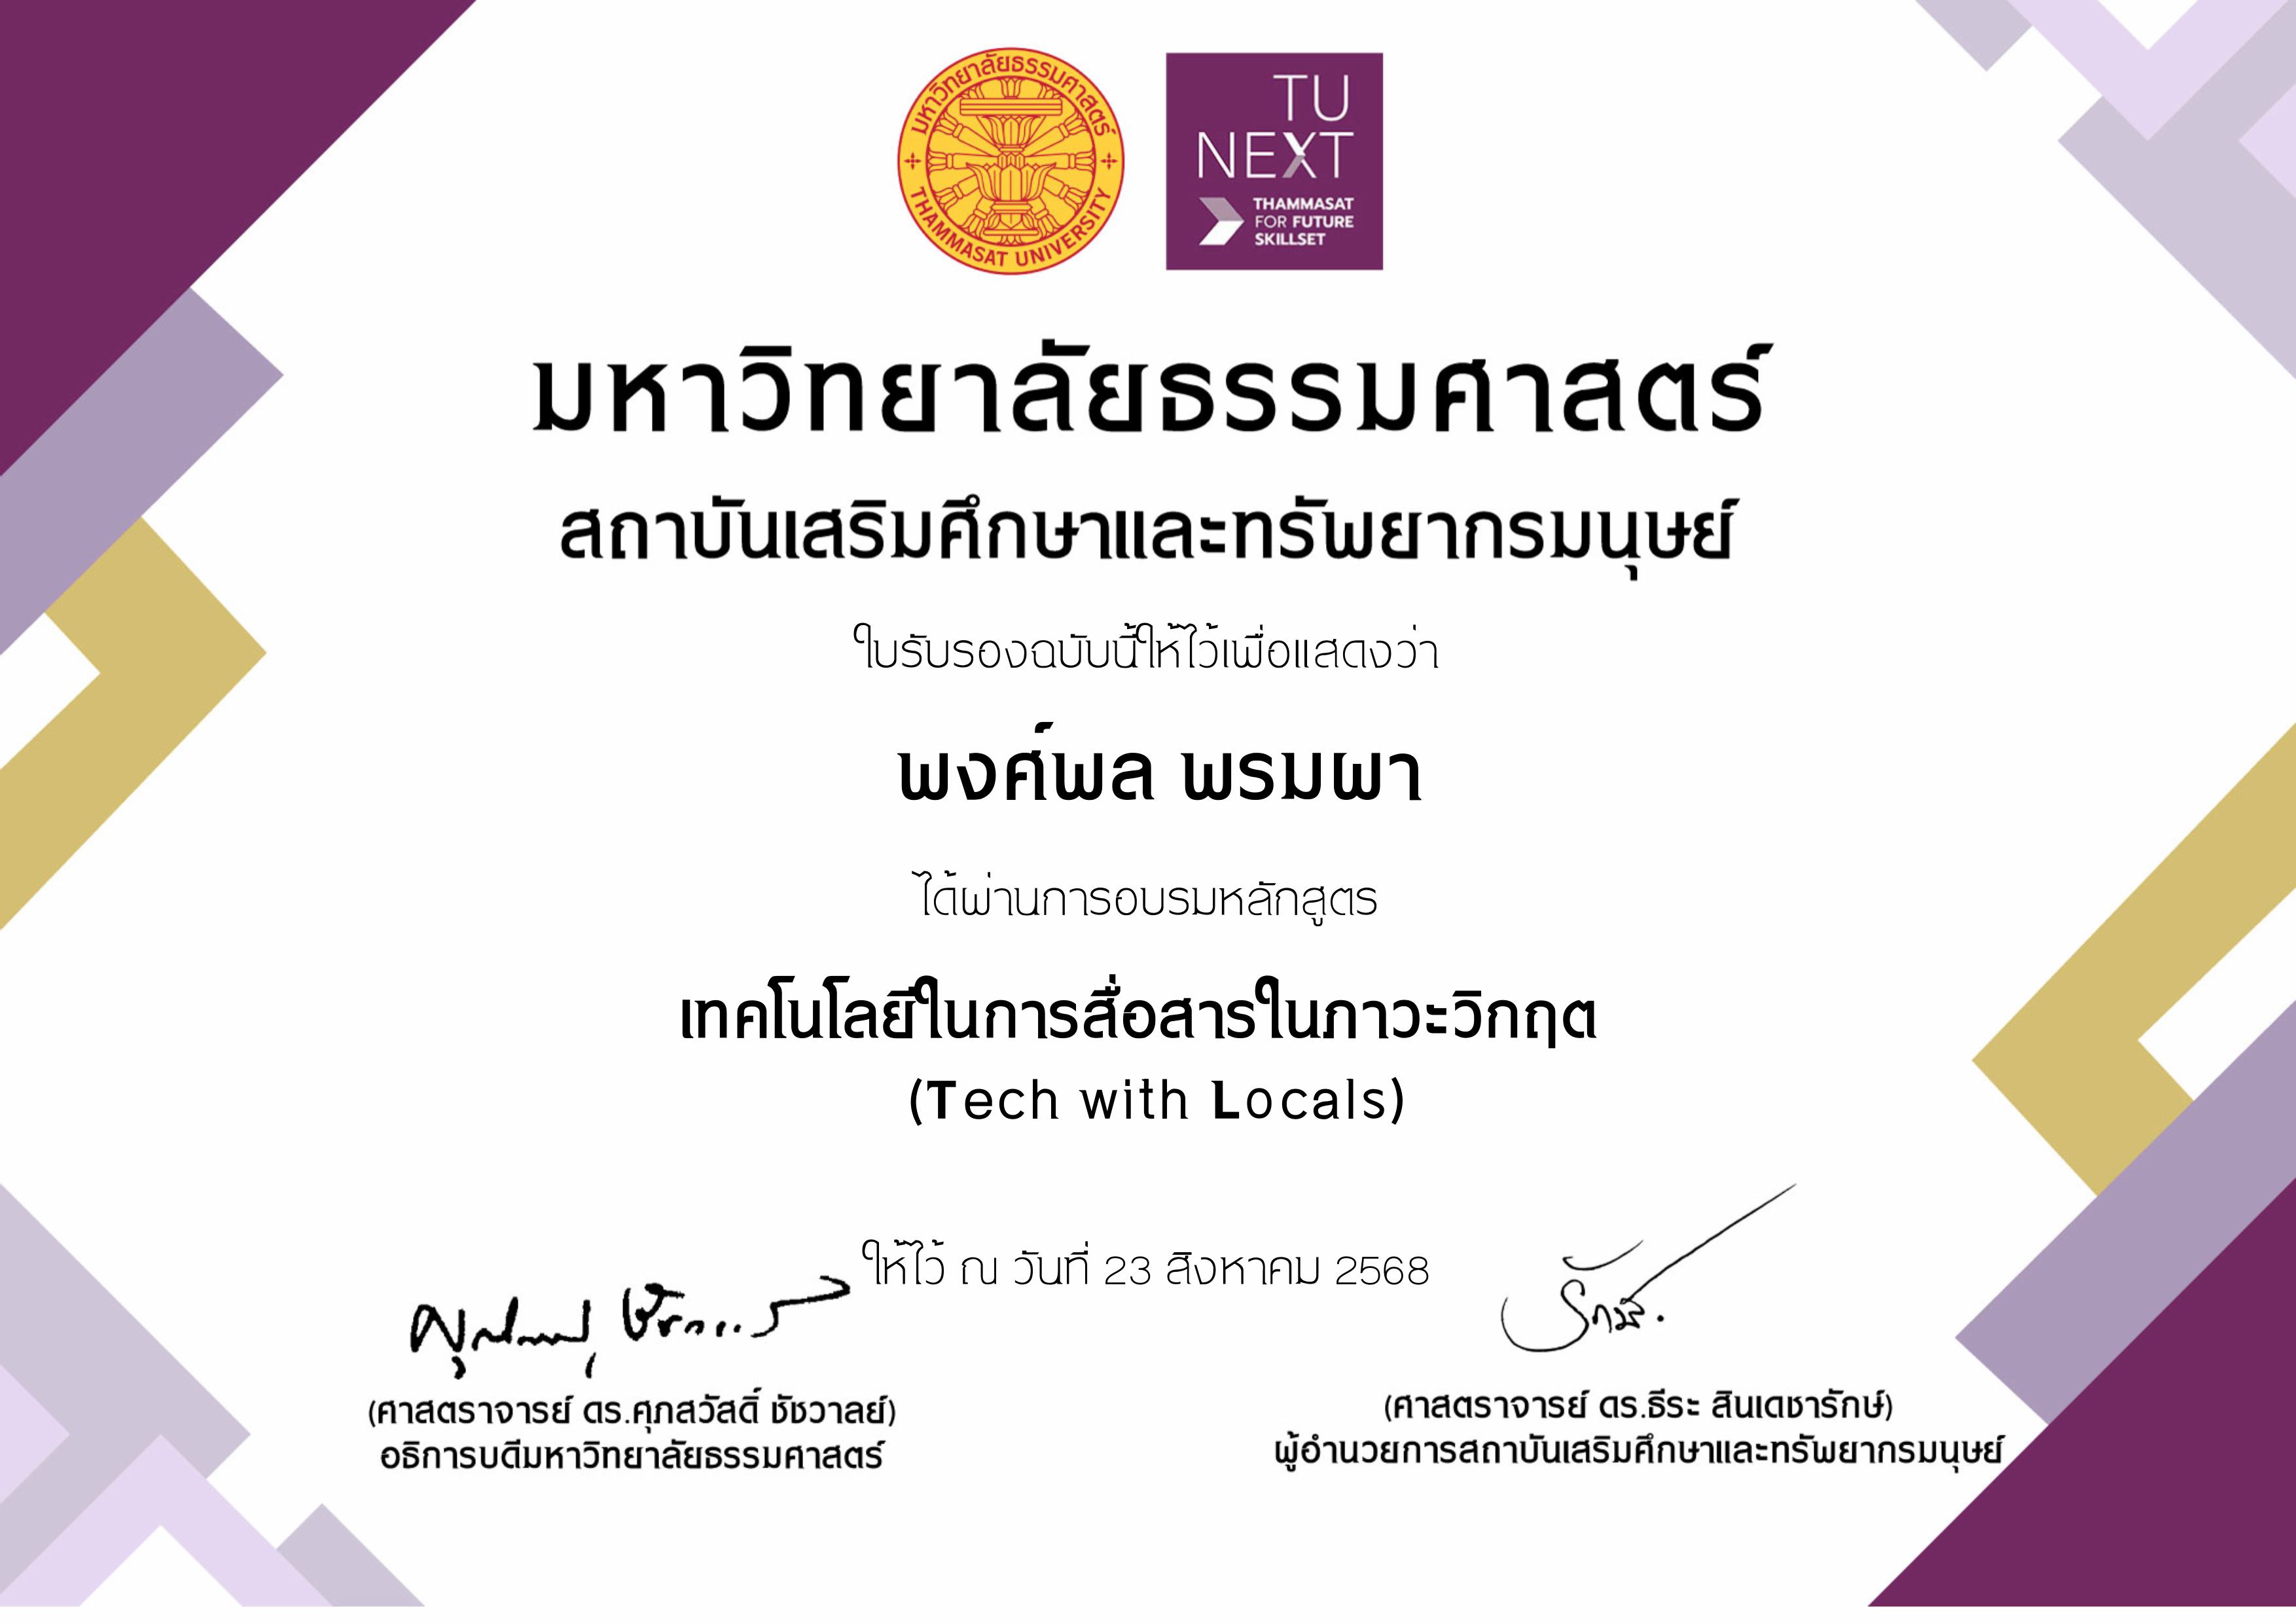 มหาวิทยาลัยธรรมศาสตร์
THAMMASAT UNIVERSITY
TU
NEXT
THAMMASAT
FOR FUTURE
SKILLSET
มหาวิทยาลัยธรรมศาสตร์
สถาบันเสริมศึกษาและทรัพยากรมนุษย์
ใบรับรองฉบับนี้ให้ไว้เพื่อแสดงว่า
พงศ์พล พรมผา
ได้ผ่านการอบรมหลักสูตร
เทคโนโลยีในการสื่อสารในภาวะวิกฤต
(Tech with Locals)
ให้ไว้ ณ วันที่ 23 สิงหาคม 2568
(ศาสตราจารย์ ดร.ศุภสวัสดิ์ ชัชวาลย์)
อธิการบดีมหาวิทยาลัยธรรมศาสตร์
(ศาสตราจารย์ ดร.ธีระ สินเดชารักษ์)
ผู้อำนวยการสถาบันเสริมศึกษาและทรัพยากรมนุษย์